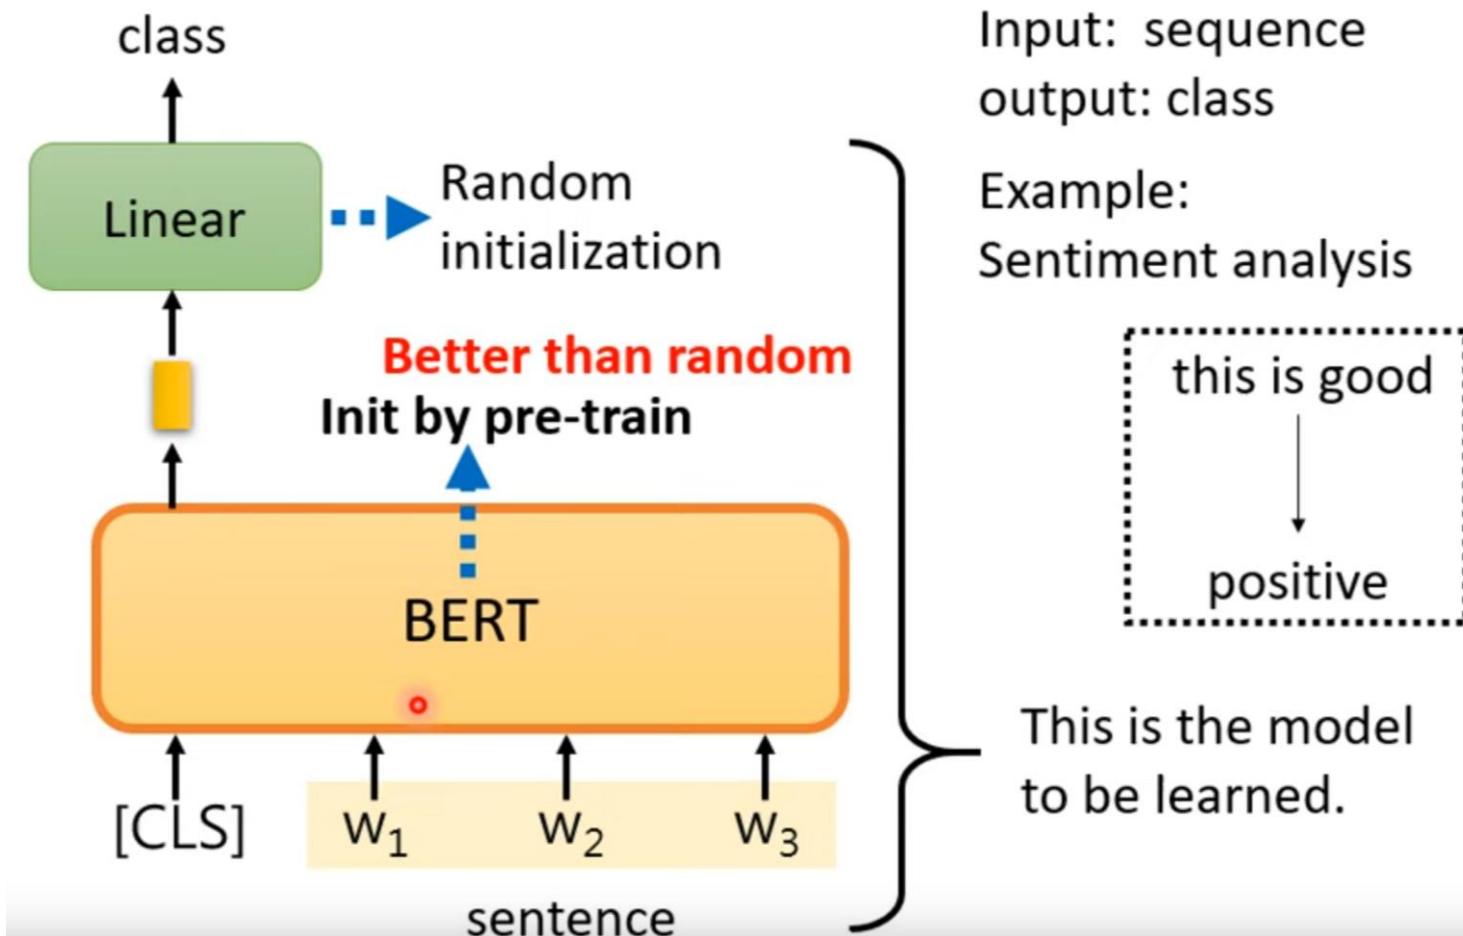 class
Linear
Random
initialization
Better than random
Init by pre-train
BERT
[CLS]
w1
w2
w3
sentence
Input: sequence
output: class
Example:
Sentiment analysis
this is good
positive
This is the model
to be learned.